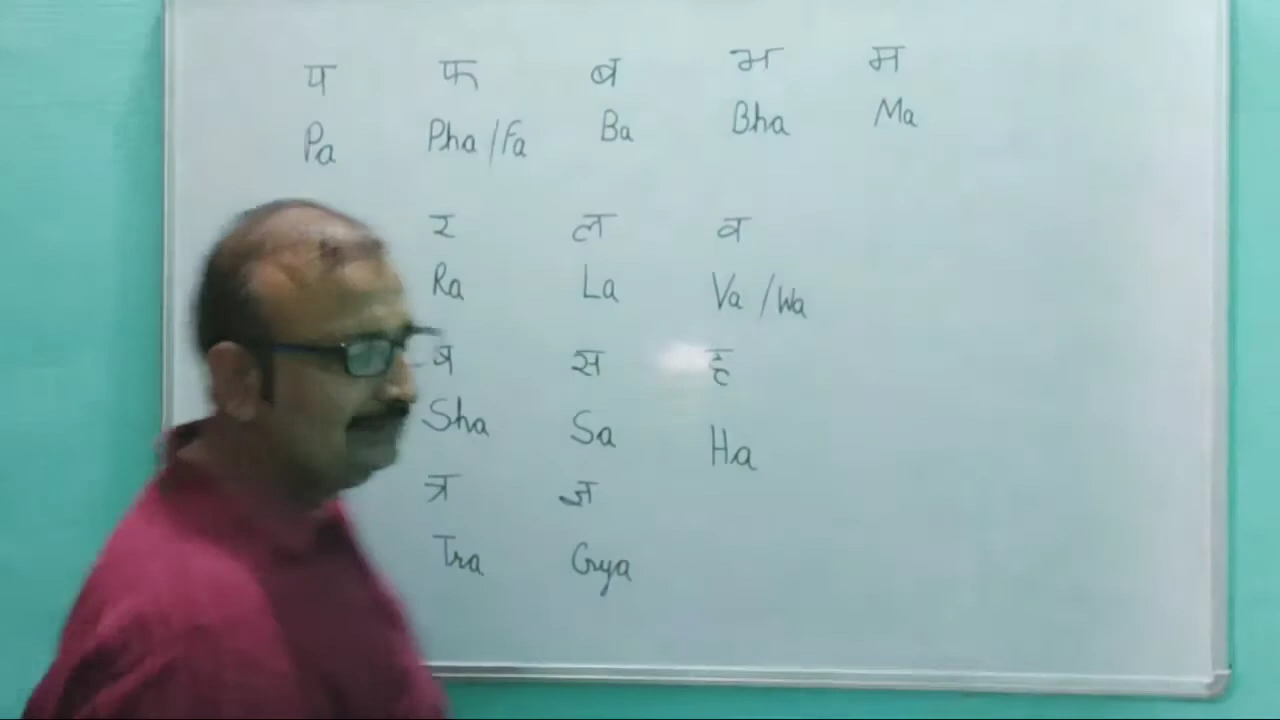 प फ ब भ म
Pa Pha/Fa Ba Bha Ma
र ल व
Ra La Va/Wa
ष स ह
Sha Sa Ha
त्र ज्ञ
Tra Gya